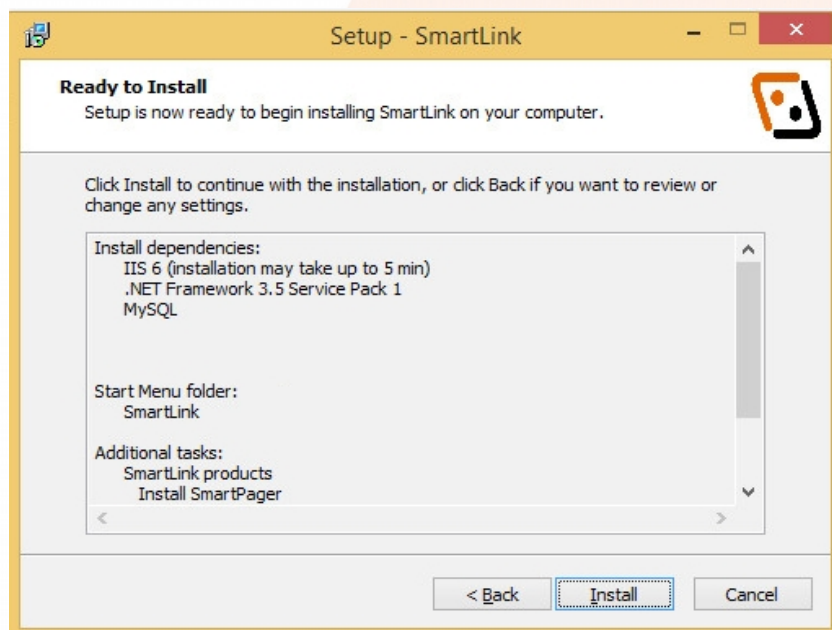 Setup - SmartLink
Ready to Install
Setup is now ready to begin installing SmartLink on your computer.
Click Install to continue with the installation, or click Back if you want to review or
change any settings.
Install dependencies:
IIS 6 (installation may take up to 5 min)
.NET Framework 3.5 Service Pack 1
MySQL
Start Menu folder:
SmartLink
Additional tasks:
SmartLink products
Install SmartPager
< Back
Install
Cancel